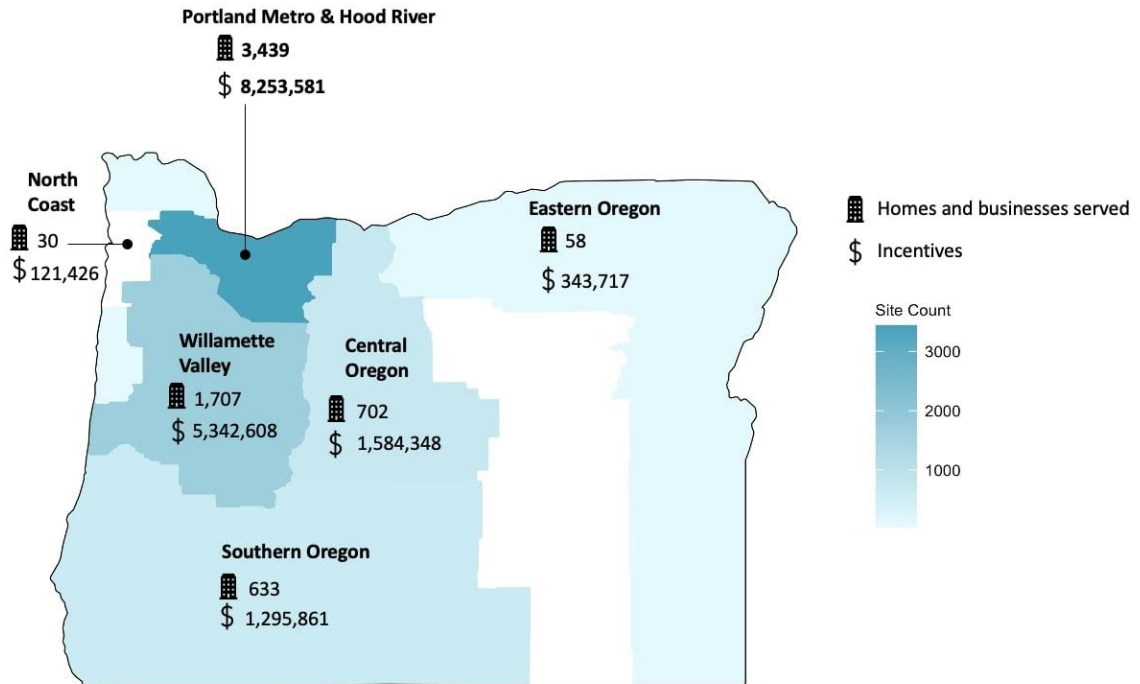 Portland Metro & Hood River
3,439
$ 8,253,581
North
Coast
30
$ 121,426
Eastern Oregon
58
$ 343,717
Homes and businesses served
$ Incentives
Site Count
3000
2000
1000
Willamette
Valley
1,707
$ 5,342,608
Central
Oregon
702
$ 1,584,348
Southern Oregon
633
$ 1,295,861